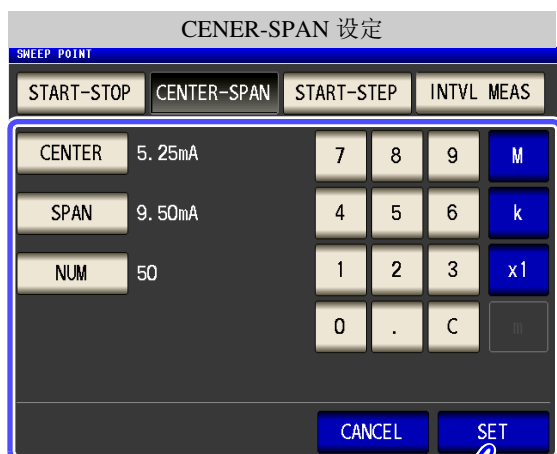 CENER-SPAN 设定
SWEEP POINT
START-STOP CENTER-SPAN START-STEP INTVL MEAS
CENTER 5.25mA 7 8 9 M
SPAN 9.50mA 4 5 6 k
NUM 50 1 2 3 x1
0 . C m
CANCEL SET